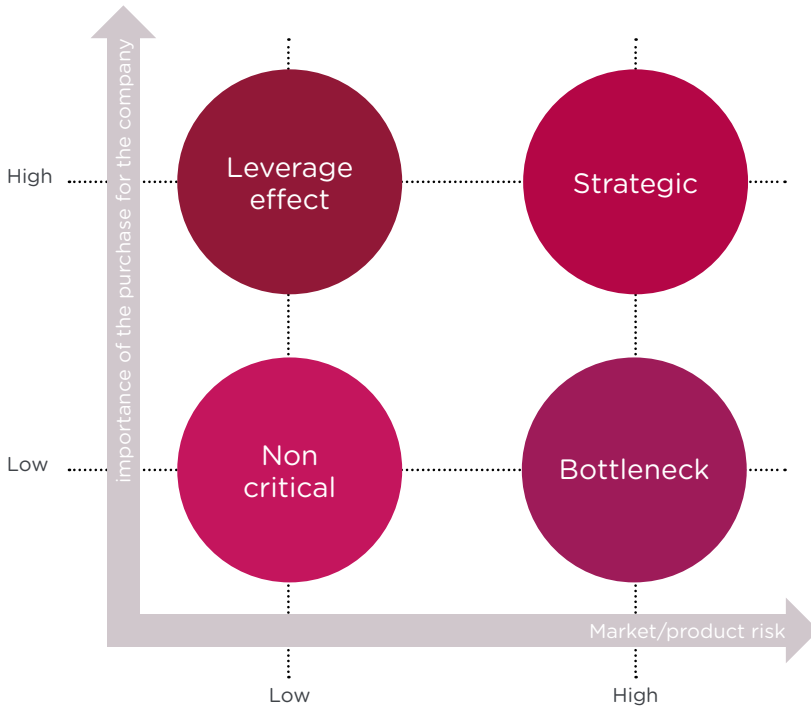 importance of the purchase for the company
High
Leverage
effect
Strategic
Low
Non
critical
Bottleneck
Market/product risk
Low
High